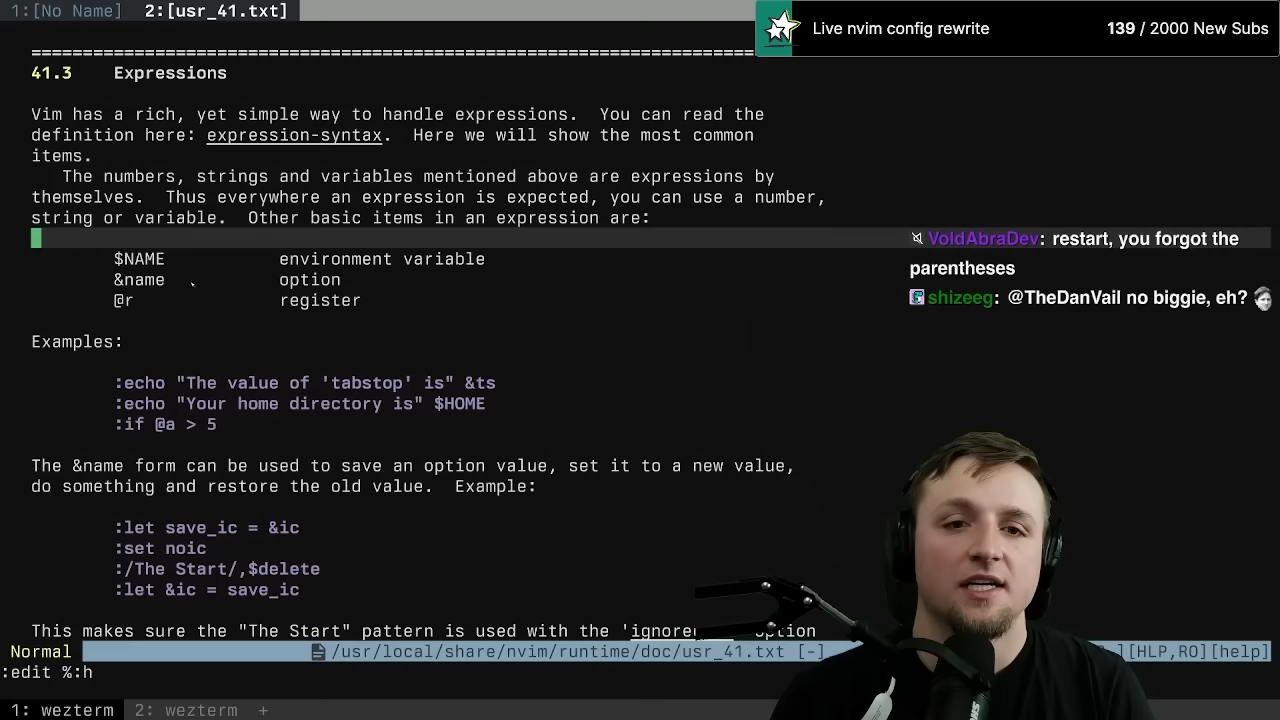 1:[No Name]  2:[usr_41.txt]
Live nvim config rewrite
139 / 2000 New Subs
==============================================================================
41.3    Expressions
Vim has a rich, yet simple way to handle expressions.  You can read the
definition here: expression-syntax.  Here we will show the most common
items.
The numbers, strings and variables mentioned above are expressions by
themselves.  Thus everywhere an expression is expected, you can use a number,
string or variable.  Other basic items in an expression are:
$NAME           environment variable
&name           option
@r              register
Examples:
:echo "The value of 'tabstop' is" &ts
:echo "Your home directory is" $HOME
:if @a > 5
The &name form can be used to save an option value, set it to a new value,
do something and restore the old value.  Example:
:let save_ic = &ic
:set noic
:/The Start/,$delete
:let &ic = save_ic
This makes sure the "The Start" pattern is used with the 'ignore option
VoldAbraDev: restart, you forgot the
parentheses
shizeeg: @TheDanVail no biggie, eh?
Normal /usr/local/share/nvim/runtime/doc/usr_41.txt [-] ][HLP,RO][help]
:edit %:h
1: wezterm  2: wezterm  +